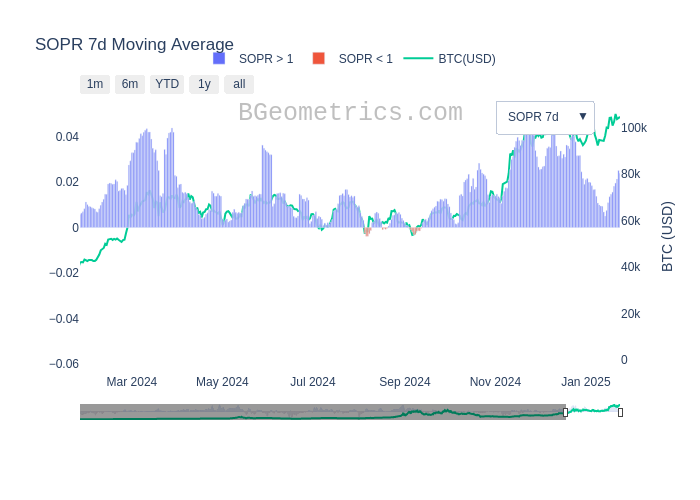 SOPR 7d Moving Average
SOPR > 1
SOPR < 1
BTC(USD)
1m
6m
YTD
1y
all
BGeometrics.com
SOPR 7d ▼
0.04
0.02
0
−0.02
−0.04
−0.06
100k
80k
60k
40k
20k
0
BTC (USD)
Mar 2024
May 2024
Jul 2024
Sep 2024
Nov 2024
Jan 2025